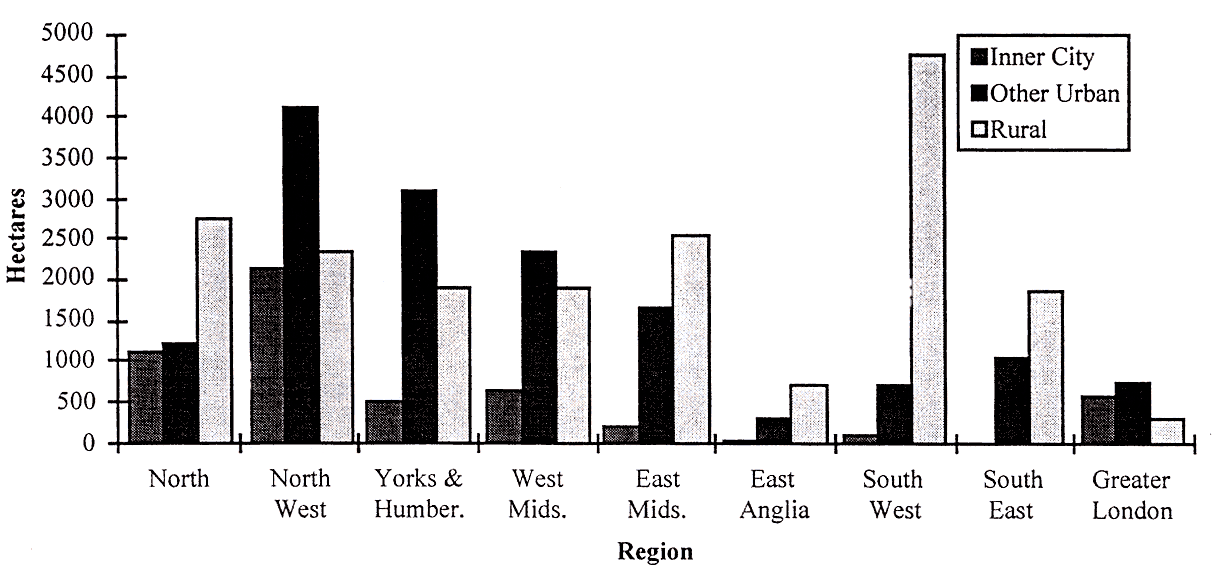 5000
4500
4000
3500
3000
2500
2000
1500
1000
500
0
Hectares
Inner City
Other Urban
Rural
North
North
West
Yorks &
Humber.
West
Mids.
East
Mids.
East
Anglia
South
West
South
East
Greater
London
Region